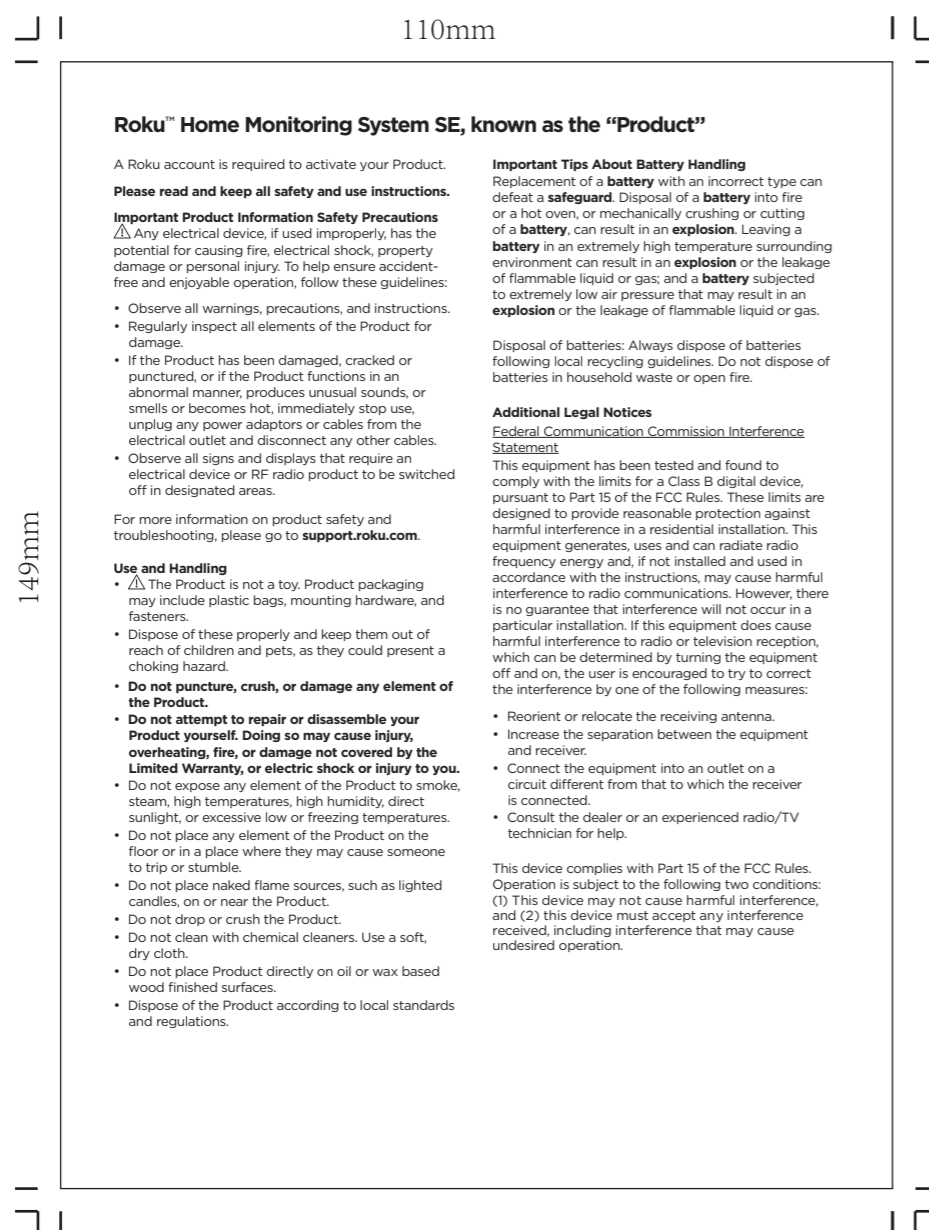 110mm
149mm
Roku™ Home Monitoring System SE, known as the “Product”
A Roku account is required to activate your Product.
Please read and keep all safety and use instructions.
Important Product Information Safety Precautions
⚠ Any electrical device, if used improperly, has the
potential for causing fire, electrical shock, property
damage or personal injury. To help ensure accident-
free and enjoyable operation, follow these guidelines:
• Observe all warnings, precautions, and instructions.
• Regularly inspect all elements of the Product for
damage.
• If the Product has been damaged, cracked or
punctured, or if the Product functions in an
abnormal manner, produces unusual sounds, or
smells or becomes hot, immediately stop use,
unplug any power adaptors or cables from the
electrical outlet and disconnect any other cables.
• Observe all signs and displays that require an
electrical device or RF radio product to be switched
off in designated areas.
For more information on product safety and
troubleshooting, please go to support.roku.com.
Use and Handling
• ⚠ The Product is not a toy. Product packaging
may include plastic bags, mounting hardware, and
fasteners.
• Dispose of these properly and keep them out of
reach of children and pets, as they could present a
choking hazard.
• Do not puncture, crush, or damage any element of
the Product.
• Do not attempt to repair or disassemble your
Product yourself. Doing so may cause injury,
overheating, fire, or damage not covered by the
Limited Warranty, or electric shock or injury to you.
• Do not expose any element of the Product to smoke,
steam, high temperatures, high humidity, direct
sunlight, or excessive low or freezing temperatures.
• Do not place any element of the Product on the
floor or in a place where they may cause someone
to trip or stumble.
• Do not place naked flame sources, such as lighted
candles, on or near the Product.
• Do not drop or crush the Product.
• Do not clean with chemical cleaners. Use a soft,
dry cloth.
• Do not place Product directly on oil or wax based
wood finished surfaces.
• Dispose of the Product according to local standards
and regulations.
Important Tips About Battery Handling
Replacement of a battery with an incorrect type can
defeat a safeguard. Disposal of a battery into fire
or a hot oven, or mechanically crushing or cutting
of a battery, can result in an explosion. Leaving a
battery in an extremely high temperature surrounding
environment can result in an explosion or the leakage
of flammable liquid or gas; and a battery subjected
to extremely low air pressure that may result in an
explosion or the leakage of flammable liquid or gas.
Disposal of batteries: Always dispose of batteries
following local recycling guidelines. Do not dispose of
batteries in household waste or open fire.
Additional Legal Notices
Federal Communication Commission Interference
Statement
This equipment has been tested and found to
comply with the limits for a Class B digital device,
pursuant to Part 15 of the FCC Rules. These limits are
designed to provide reasonable protection against
harmful interference in a residential installation. This
equipment generates, uses and can radiate radio
frequency energy and, if not installed and used in
accordance with the instructions, may cause harmful
interference to radio communications. However, there
is no guarantee that interference will not occur in a
particular installation. If this equipment does cause
harmful interference to radio or television reception,
which can be determined by turning the equipment
off and on, the user is encouraged to try to correct
the interference by one of the following measures:
• Reorient or relocate the receiving antenna.
• Increase the separation between the equipment
and receiver.
• Connect the equipment into an outlet on a
circuit different from that to which the receiver
is connected.
• Consult the dealer or an experienced radio/TV
technician for help.
This device complies with Part 15 of the FCC Rules.
Operation is subject to the following two conditions:
(1) This device may not cause harmful interference,
and (2) this device must accept any interference
received, including interference that may cause
undesired operation.